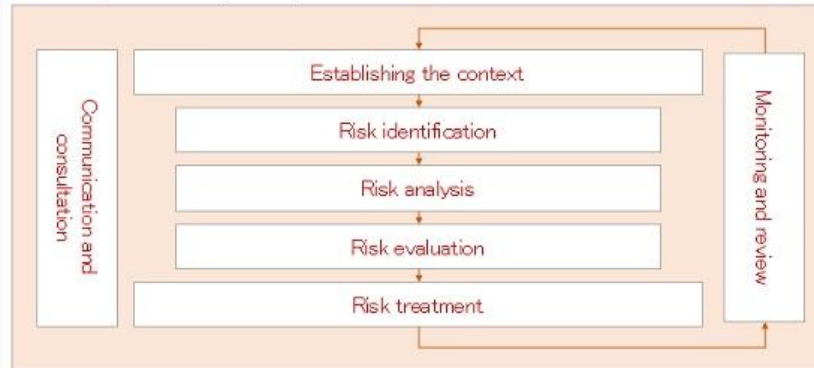 Communication and
consultation
Establishing the context
Risk identification
Risk analysis
Risk evaluation
Risk treatment
Monitoring and review